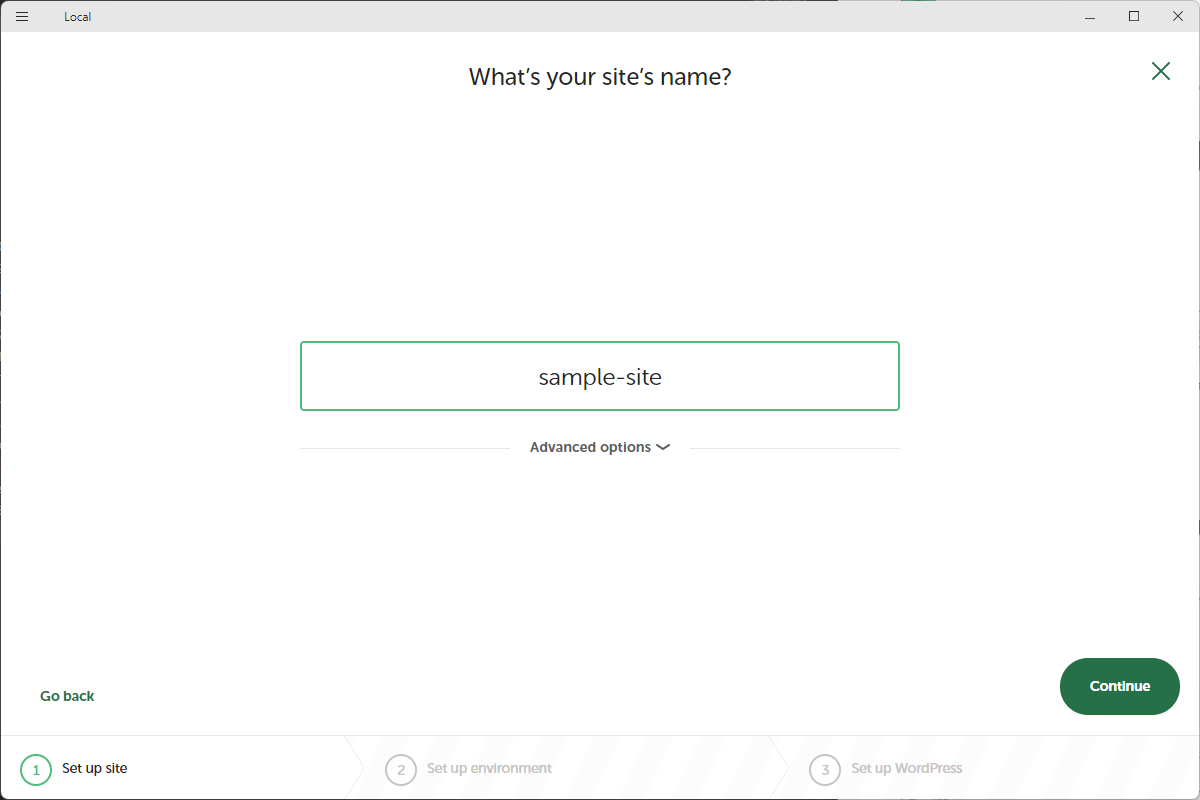 Local
What’s your site’s name?
sample-site
Advanced options
Go back
Continue
1 Set up site
2 Set up environment
3 Set up WordPress